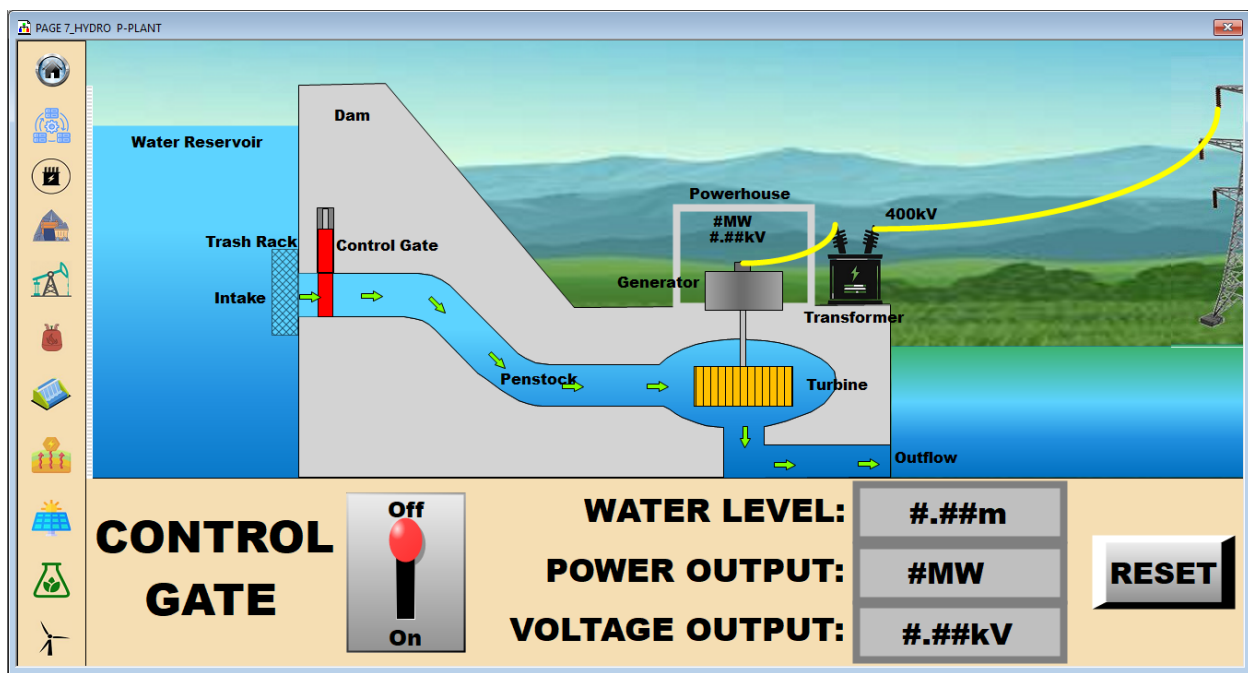 PAGE 7_HYDRO P-PLANT
Dam
Water Reservoir
Powerhouse
#MW
#.##kV
400kV
Trash Rack
Control Gate
Generator
Intake
Transformer
Penstock
Turbine
Outflow
CONTROL
GATE
Off
On
WATER LEVEL:
#.##m
POWER OUTPUT:
#MW
VOLTAGE OUTPUT:
#.##kV
RESET